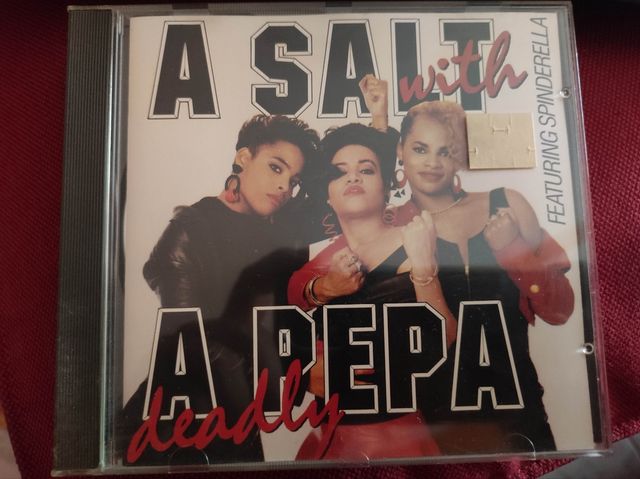 A SALT
with
A PEPA
deadly
FEATURING SPINDERELLA